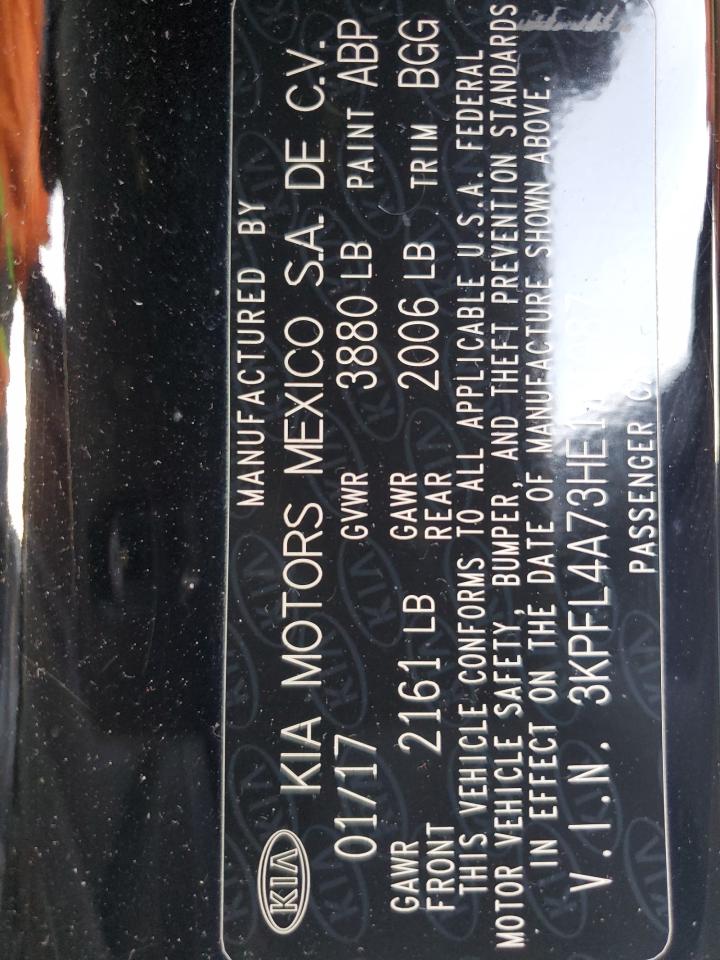 MANUFACTURED BY
KIA KIA MOTORS MEXICO S.A. DE C.V.
01/17 GVWR 3880 LB PAINT ABP
GAWR FRONT 2161 LB GAWR REAR 2006 LB TRIM BGG
THIS VEHICLE CONFORMS TO ALL APPLICABLE U.S.A. FEDERAL
MOTOR VEHICLE SAFETY, BUMPER, AND THEFT PREVENTION STANDARDS
IN EFFECT ON THE DATE OF MANUFACTURE SHOWN ABOVE.
V.I.N.
PASSENGER